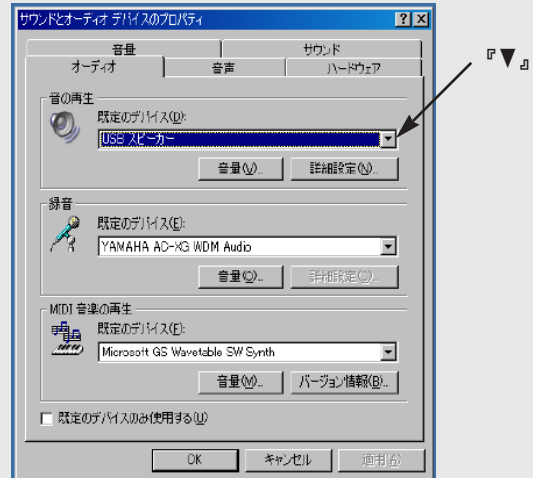 サウンドとオーディオ デバイスのプロパティ
音量 サウンド
オーディオ 音声 ハードウェア
『▼』
音の再生
既定のデバイス(D):
USB スピーカー
音量(V)... 詳細設定(N)...
録音
既定のデバイス(E):
YAMAHA AC-XG WDM Audio
音量(O)... 詳細設定(C)...
MIDI 音楽の再生
既定のデバイス(F):
Microsoft GS Wavetable SW Synth
音量(M)... バージョン情報(B)...
既定のデバイスのみ使用する(U)
OK キャンセル 適用(A)